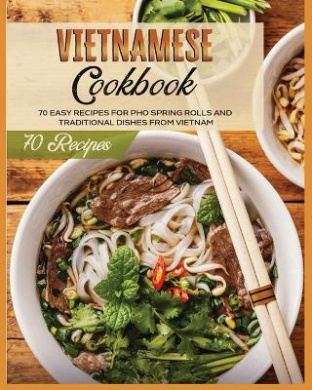 VIETNAMESE
Cookbook
70 EASY RECIPES FOR PHO SPRING ROLLS AND
TRADITIONAL DISHES FROM VIETNAM
70 Recipes